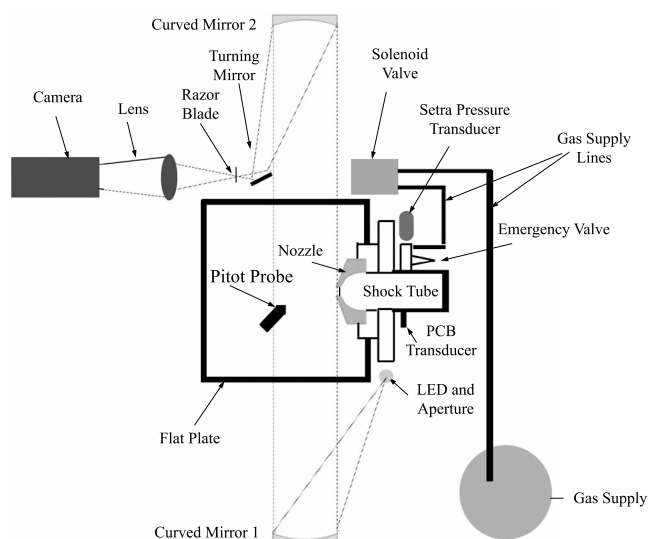 Curved Mirror 2
Turning
Mirror
Solenoid
Valve
Camera
Lens
Razor
Blade
Setra Pressure
Transducer
Gas Supply
Lines
Emergency Valve
Nozzle
Pitot Probe
Shock Tube
PCB
Transducer
LED and
Aperture
Flat Plate
Gas Supply
Curved Mirror 1